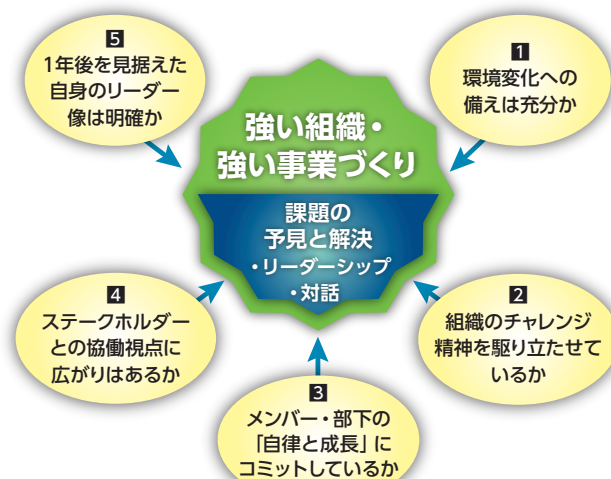 強い組織・
強い事業づくり
課題の
予見と解決
・リーダーシップ
・対話
1
環境変化への
備えは充分か
2
組織のチャレンジ
精神を駆り立たせて
いるか
3
メンバー・部下の
「自律と成長」に
コミットしているか
4
ステークホルダー
との協働視点に
広がりはあるか
5
1年後を見据えた
自身のリーダー
像は明確か